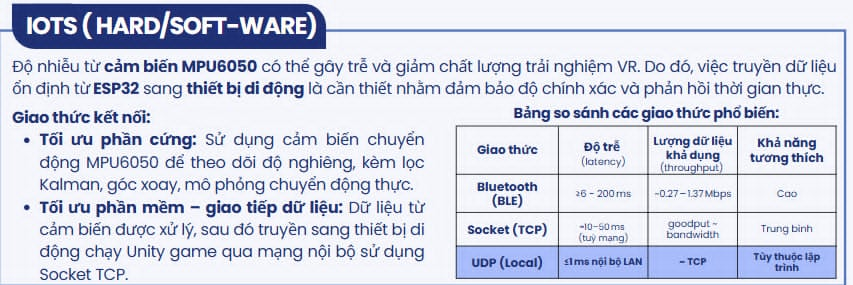 IOTS ( HARD/SOFT-WARE)
Độ nhiễu từ cảm biến MPU6050 có thể gây trễ và giảm chất lượng trải nghiệm VR. Do đó, việc truyền dữ liệu
ổn định từ ESP32 sang thiết bị di động là cần thiết nhằm đảm bảo độ chính xác và phản hồi thời gian thực.
Giao thức kết nối:
• Tối ưu phần cứng: Sử dụng cảm biến chuyển
động MPU6050 để theo dõi độ nghiêng, kèm lọc
Kalman, góc xoay, mô phỏng chuyển động thực.
• Tối ưu phần mềm – giao tiếp dữ liệu: Dữ liệu từ
cảm biến được xử lý, sau đó truyền sang thiết bị di
động chạy Unity game qua mạng nội bộ sử dụng
Socket TCP.
Bảng so sánh các giao thức phổ biến:
Giao thức
Độ trễ
(latency)
Lượng dữ liệu
khả dụng
(throughput)
Khả năng
tương thích
Bluetooth
(BLE)
≥6 – 200 ms
~0.27 – 1.37 Mbps
Cao
Socket (TCP)
≈10–50 ms
(tuỳ mạng)
goodput ~
bandwidth
Trung bình
UDP (Local)
≤1 ms nội bộ LAN
~ TCP
Tùy thuộc lập
trình